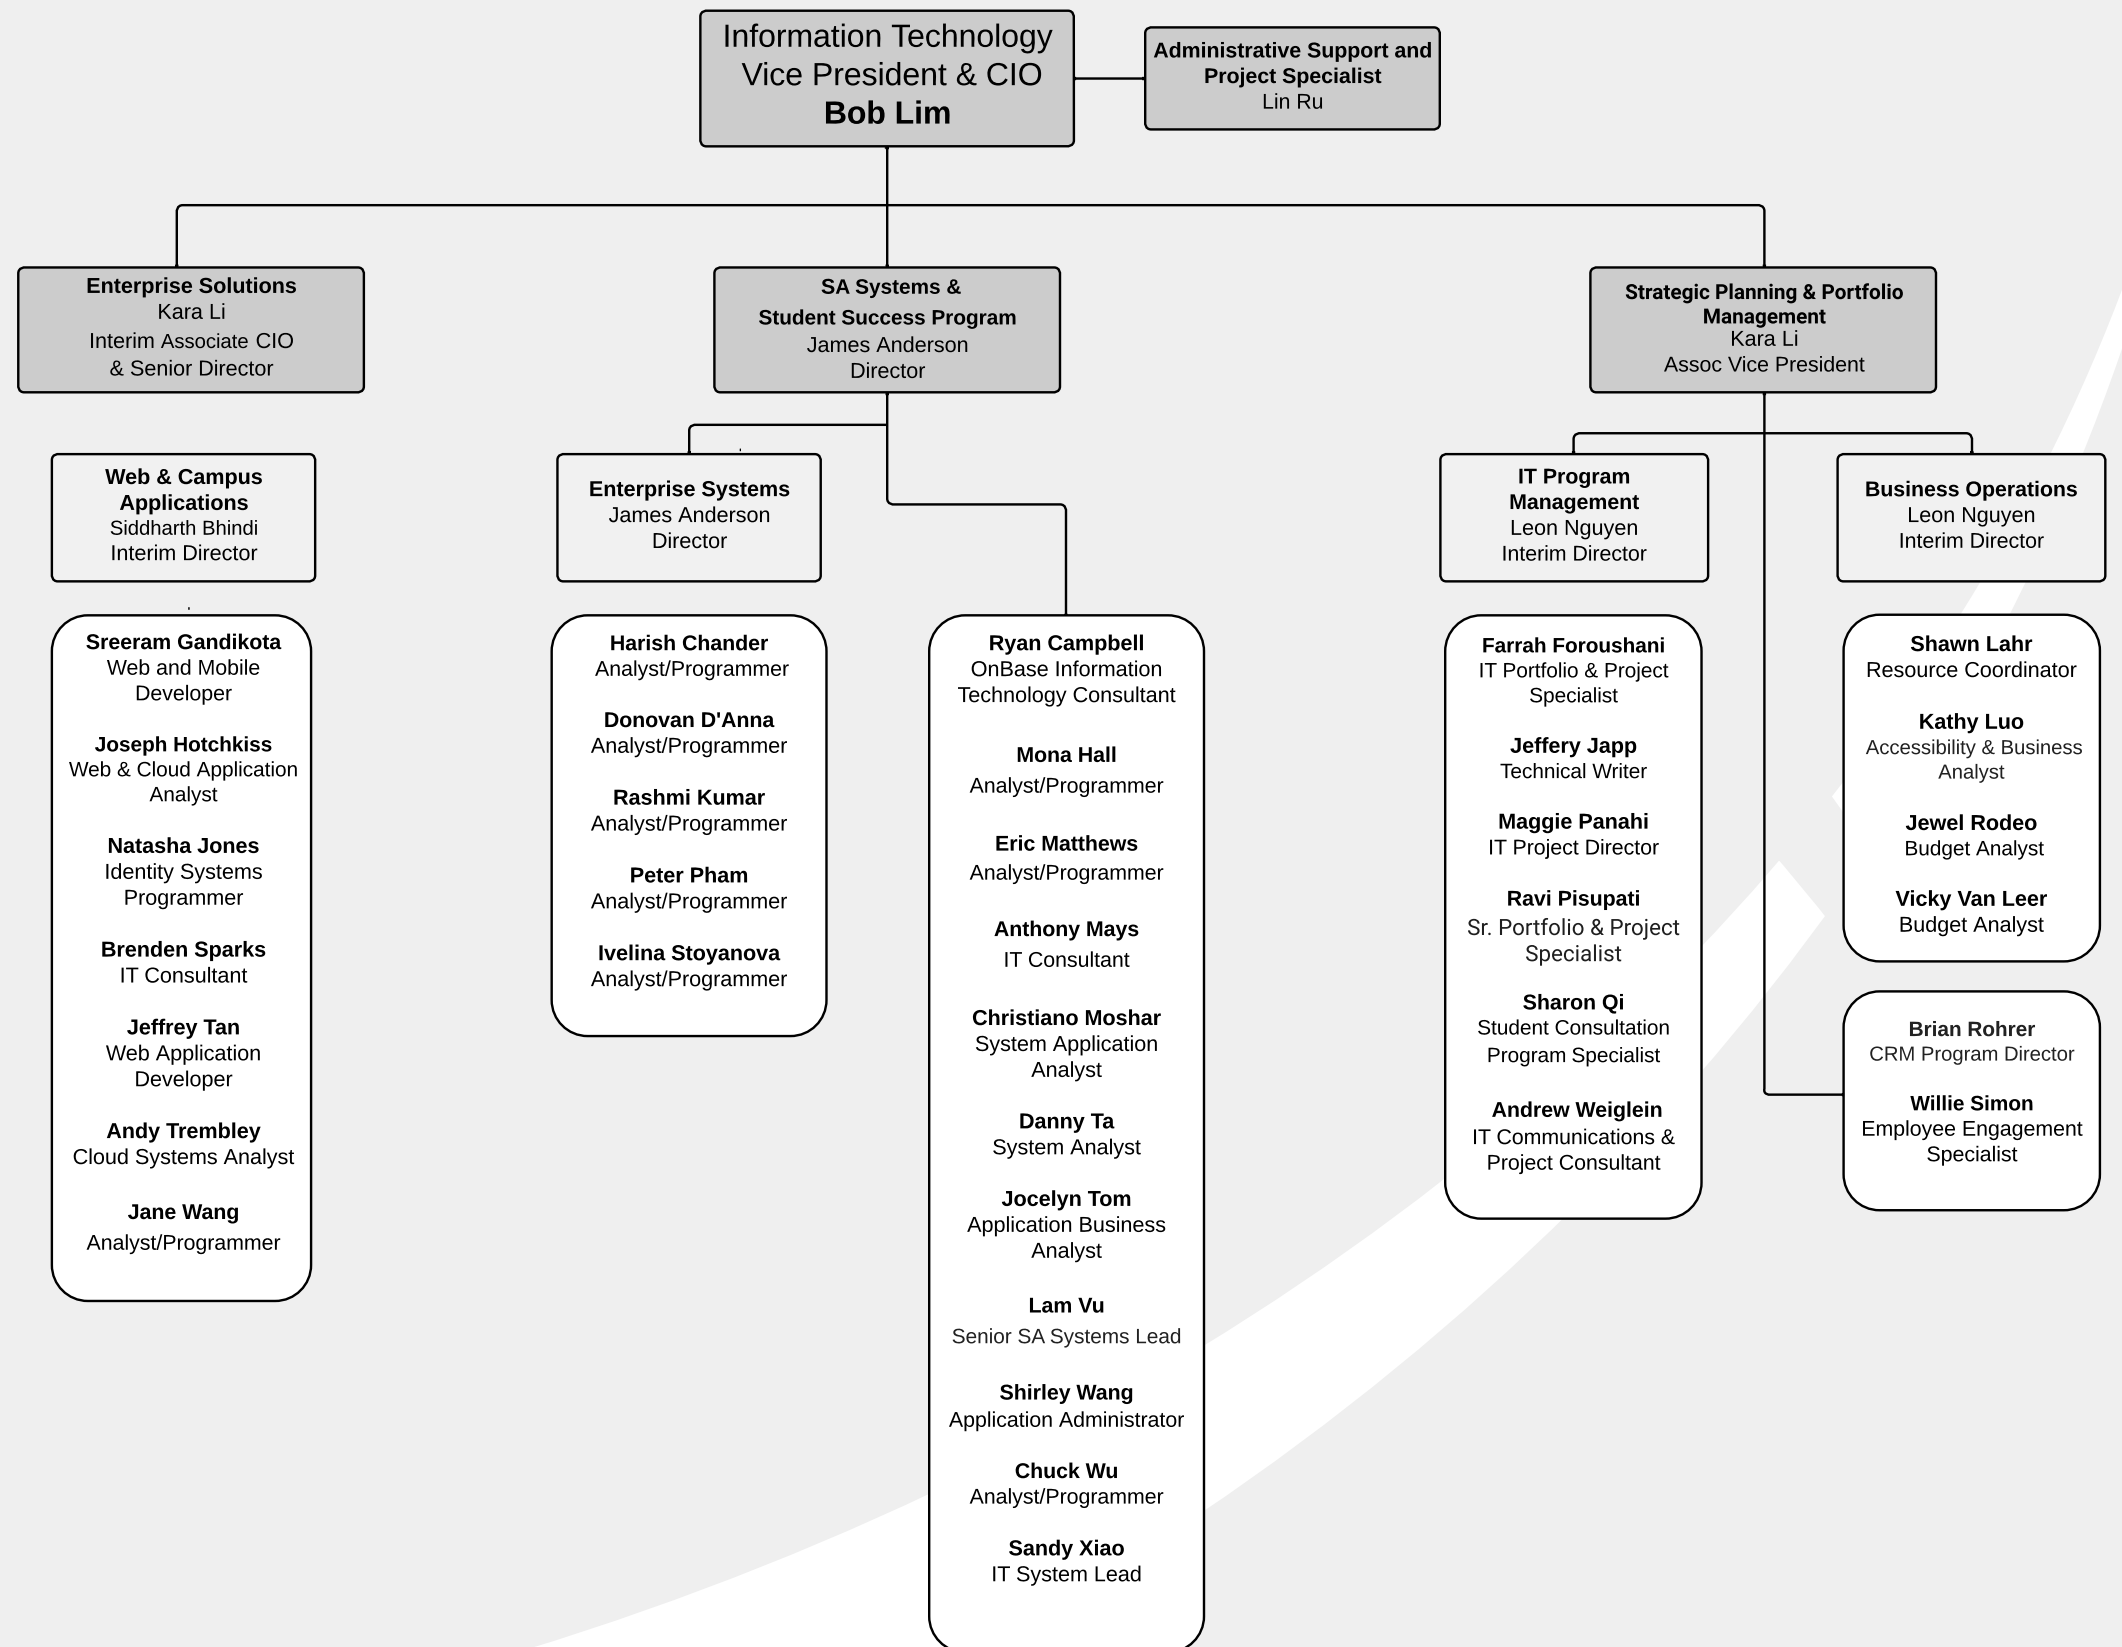 Information Technology
Vice President & CIO
Bob Lim
Administrative Support and
Project Specialist
Lin Ru
Enterprise Solutions
Kara Li
Interim Associate CIO
& Senior Director
SA Systems &
Student Success Program
James Anderson
Director
Strategic Planning & Portfolio
Management
Kara Li
Assoc Vice President
Web & Campus
Applications
Siddharth Bhindi
Interim Director
Enterprise Systems
James Anderson
Director
IT Program
Management
Leon Nguyen
Interim Director
Business Operations
Leon Nguyen
Interim Director
Sreeram Gandikota
Web and Mobile
Developer
Joseph Hotchkiss
Web & Cloud Application
Analyst
Natasha Jones
Identity Systems
Programmer
Brenden Sparks
IT Consultant
Jeffrey Tan
Web Application
Developer
Andy Trembley
Cloud Systems Analyst
Jane Wang
Analyst/Programmer
Harish Chander
Analyst/Programmer
Donovan D'Anna
Analyst/Programmer
Rashmi Kumar
Analyst/Programmer
Peter Pham
Analyst/Programmer
Ivelina Stoyanova
Analyst/Programmer
Ryan Campbell
OnBase Information
Technology Consultant
Mona Hall
Analyst/Programmer
Eric Matthews
Analyst/Programmer
Anthony Mays
IT Consultant
Christiano Moshar
System Application
Analyst
Danny Ta
System Analyst
Jocelyn Tom
Application Business
Analyst
Lam Vu
Senior SA Systems Lead
Shirley Wang
Application Administrator
Chuck Wu
Analyst/Programmer
Sandy Xiao
IT System Lead
Farrah Foroushani
IT Portfolio & Project
Specialist
Jeffery Japp
Technical Writer
Maggie Panahi
IT Project Director
Ravi Pisupati
Sr. Portfolio & Project
Specialist
Sharon Qi
Student Consultation
Program Specialist
Andrew Weiglein
IT Communications &
Project Consultant
Shawn Lahr
Resource Coordinator
Kathy Luo
Accessibility & Business
Analyst
Jewel Rodeo
Budget Analyst
Vicky Van Leer
Budget Analyst
Brian Rohrer
CRM Program Director
Willie Simon
Employee Engagement
Specialist